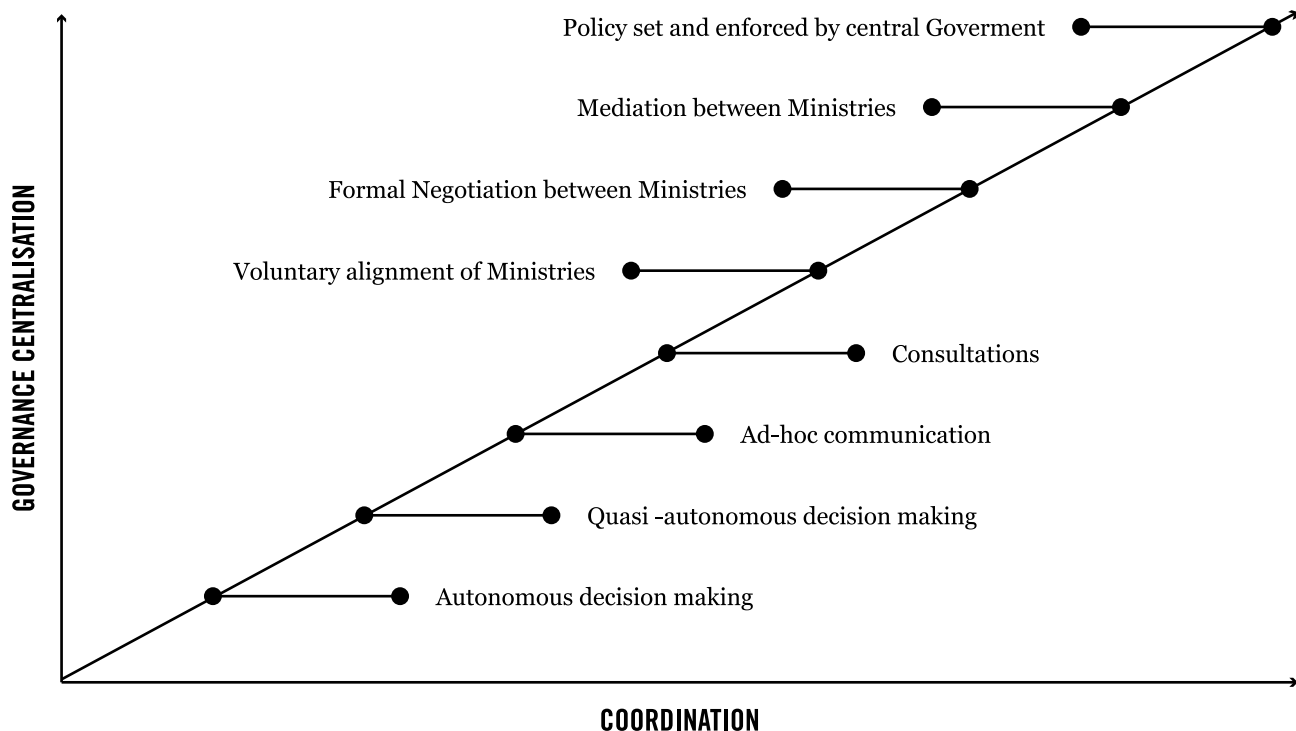 Policy set and enforced by central Goverment
Mediation between Ministries
Formal Negotiation between Ministries
Voluntary alignment of Ministries
Consultations
Ad-hoc communication
Quasi -autonomous decision making
Autonomous decision making
GOVERNANCE CENTRALISATION
COORDINATION